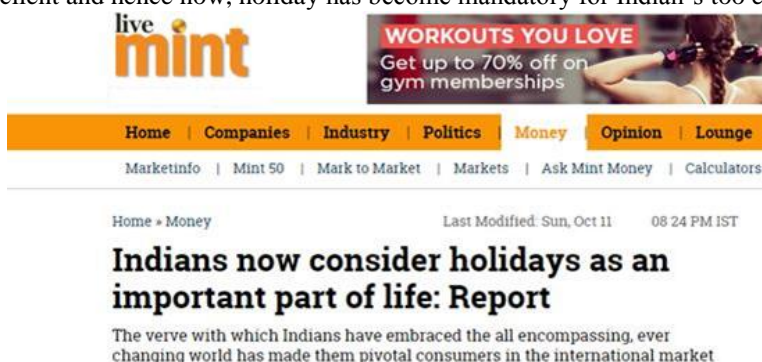 and hence now, holiday has become mandatory for Indian's too
live
mint
WORKOUTS YOU LOVE
Get up to 70% off on
gym memberships
Home | Companies | Industry | Politics | Money | Opinion | Lounge
Marketinfo | Mint 50 | Mark to Market | Markets | Ask Mint Money | Calculators
Home » Money
Last Modified: Sun, Oct 11 08 24 PM IST
Indians now consider holidays as an
important part of life: Report
The verve with which Indians have embraced the all encompassing, ever
changing world has made them pivotal consumers in the international market